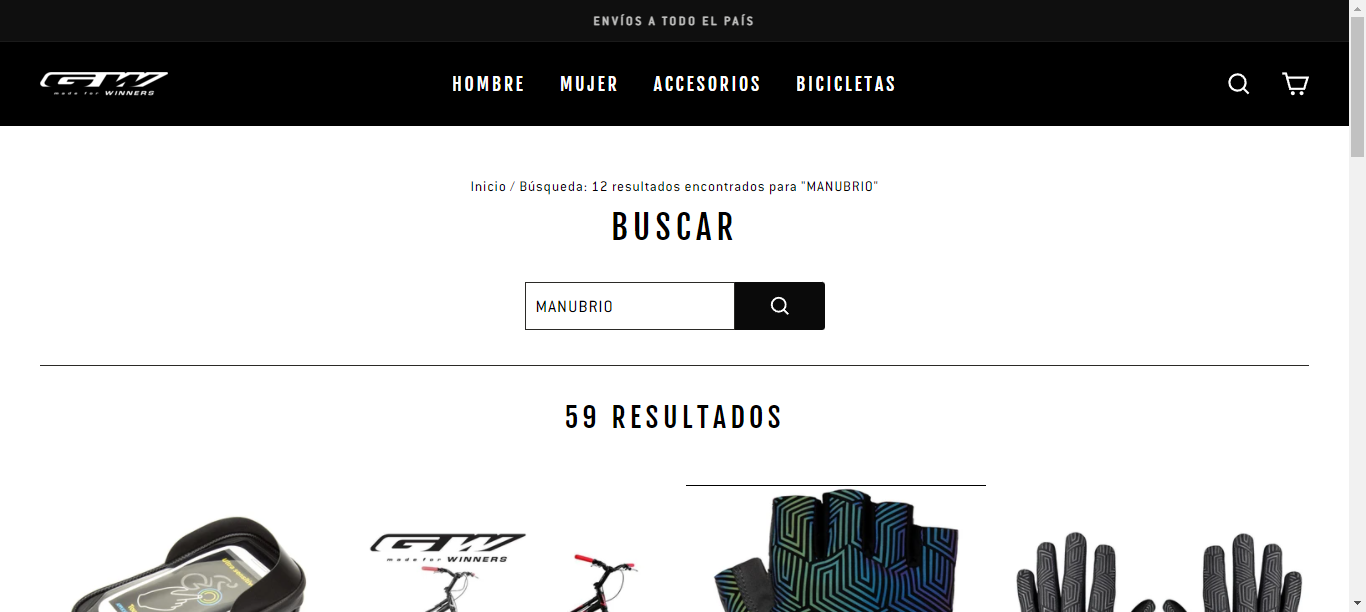 ENVÍOS A TODO EL PAÍS
GW
made for WINNERS
HOMBRE MUJER ACCESORIOS BICICLETAS
Inicio / Búsqueda: 12 resultados encontrados para "MANUBRIO"
BUSCAR
MANUBRIO
59 RESULTADOS
GW
made for WINNERS